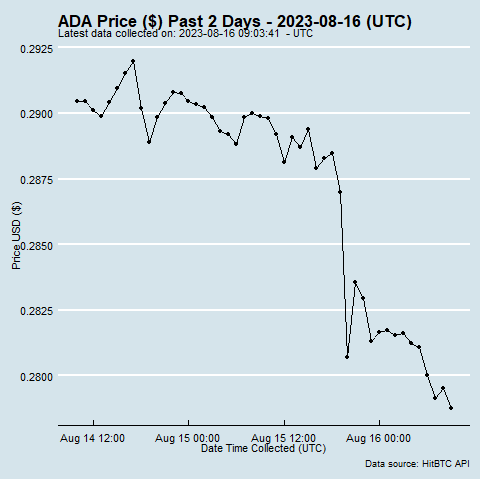 ADA Price ($) Past 2 Days - 2023-08-16 (UTC)
Latest data collected on: 2023-08-16 09:03:41 - UTC
0.2925
0.2900
0.2875
0.2850
0.2825
0.2800
Price USD ($)
Aug 14 12:00
Aug 15 00:00
Aug 15 12:00
Aug 16 00:00
Date Time Collected (UTC)
Data source: HitBTC API